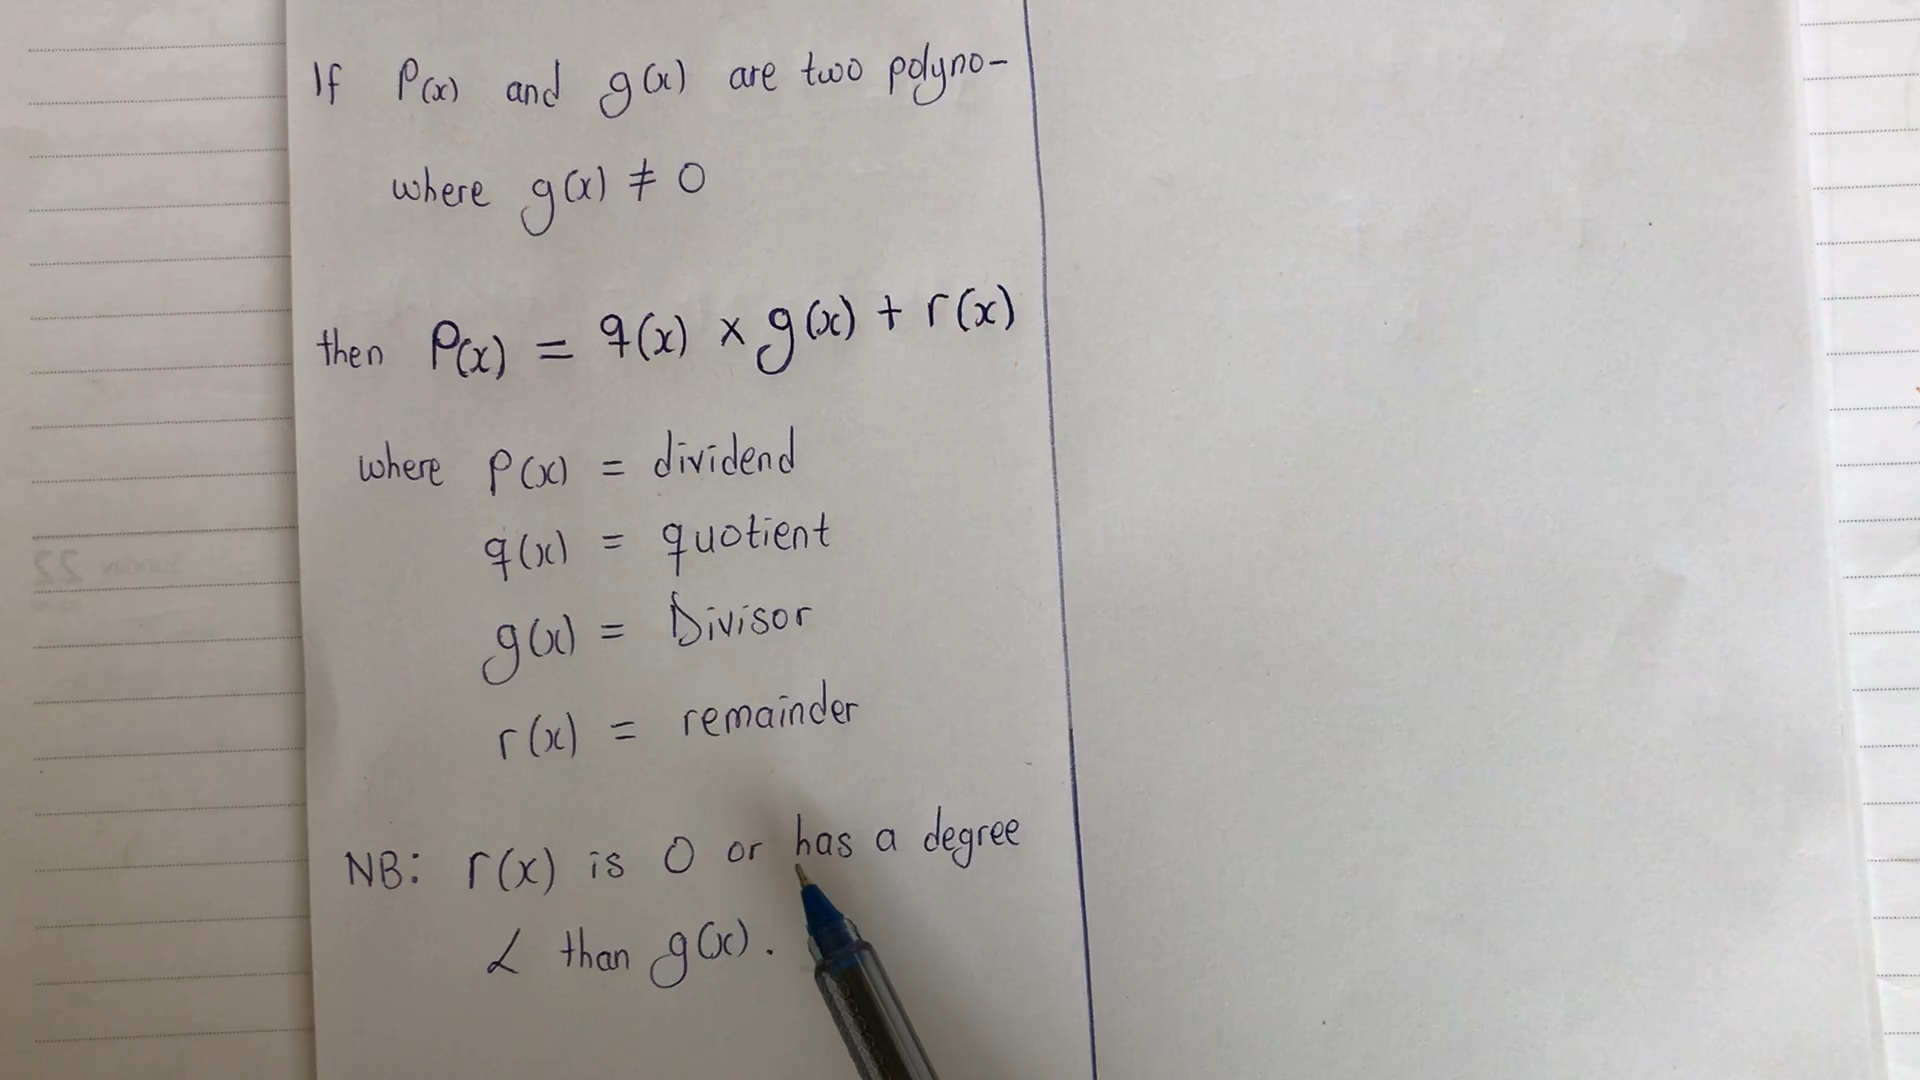 If P(x) and g(x) are two polyno-
where g(x) ≠ 0
then P(x) = q(x) × g(x) + r(x)
where P(x) = dividend
q(x) = quotient
g(x) = Divisor
r(x) = remainder
NB: r(x) is 0 or has a degree
< than g(x).